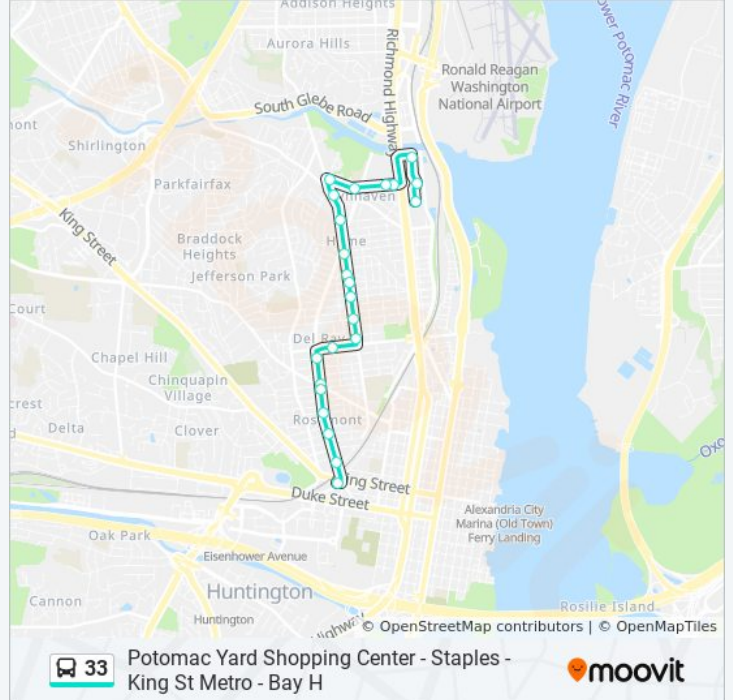 Addison Heights
Aurora Hills
Richmond Highway
Ronald Reagan
Washington
National Airport
Potomac River
South Glebe Road
Shirlington
Parkfairfax
King Street
Braddock
Heights
Jefferson Park
Court
Del Ray
Chapel Hill
Chinquapin
Village
crest
Delta
Clover
Duke Street
Alexandria City
Marina (Old Town)
Ferry Landing
Oak Park
Eisenhower Avenue
Huntington
Cannon
Huntington
Rosilie Island
© OpenStreetMap contributors | © OpenMapTiles
33
Potomac Yard Shopping Center - Staples -
King St Metro - Bay H
moovit